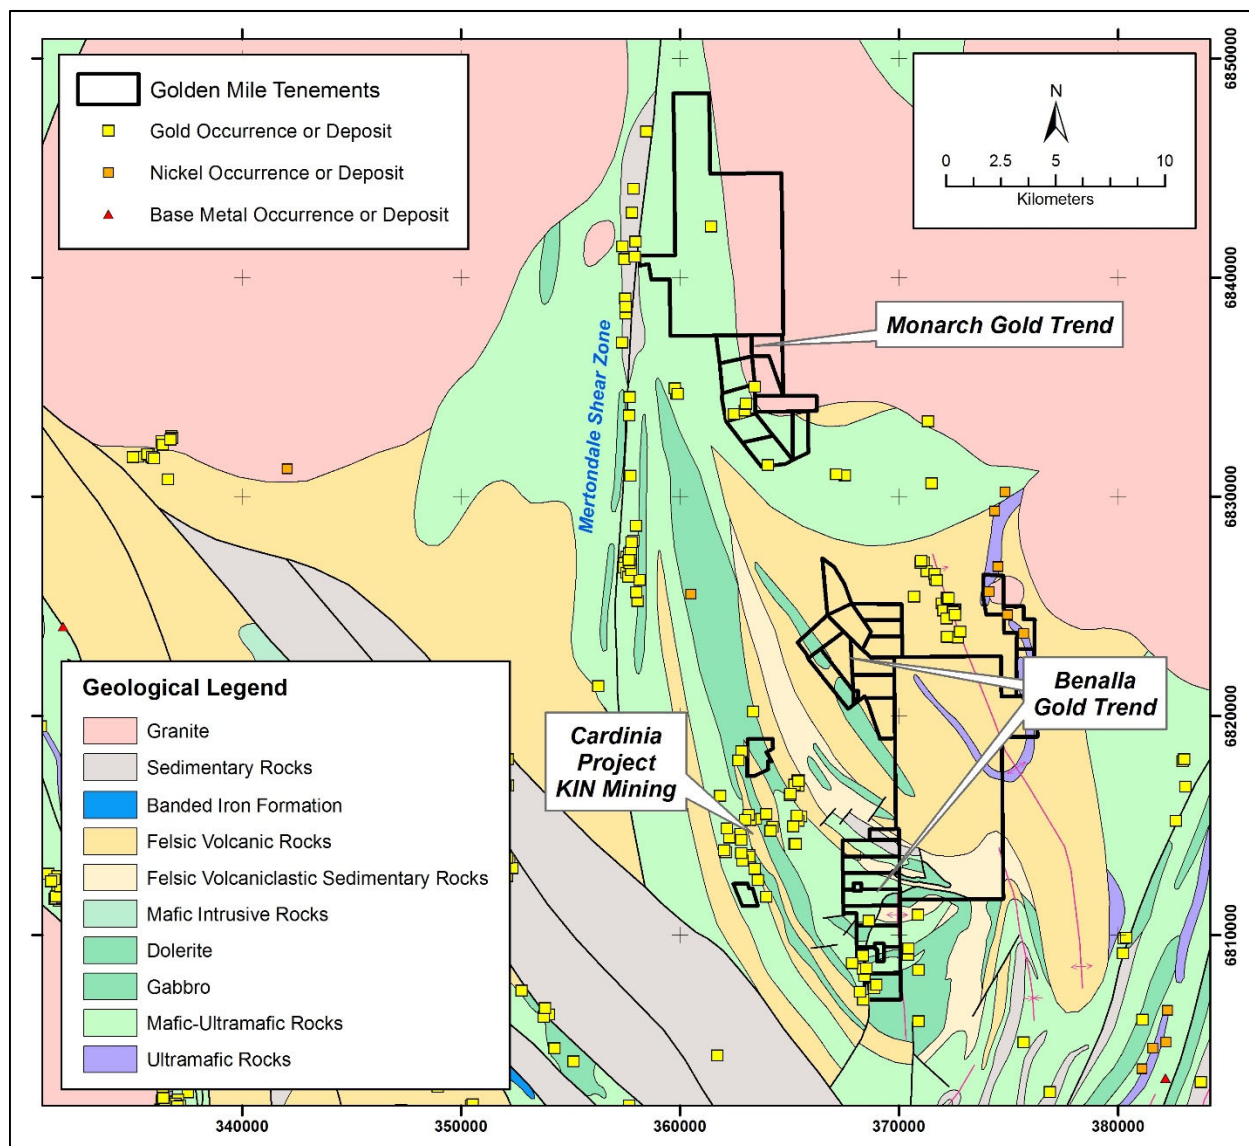 Golden Mile Tenements
Gold Occurrence or Deposit
Nickel Occurrence or Deposit
Base Metal Occurrence or Deposit
N
0 2.5 5 10
Kilometers
6850000
6840000
6830000
6820000
6810000
Monarch Gold Trend
Mertondale Shear Zone
Benalla
Gold Trend
Cardinia
Project
KIN Mining
Geological Legend
Granite
Sedimentary Rocks
Banded Iron Formation
Felsic Volcanic Rocks
Felsic Volcaniclastic Sedimentary Rocks
Mafic Intrusive Rocks
Dolerite
Gabbro
Mafic-Ultramafic Rocks
Ultramafic Rocks
340000 350000 360000 370000 380000